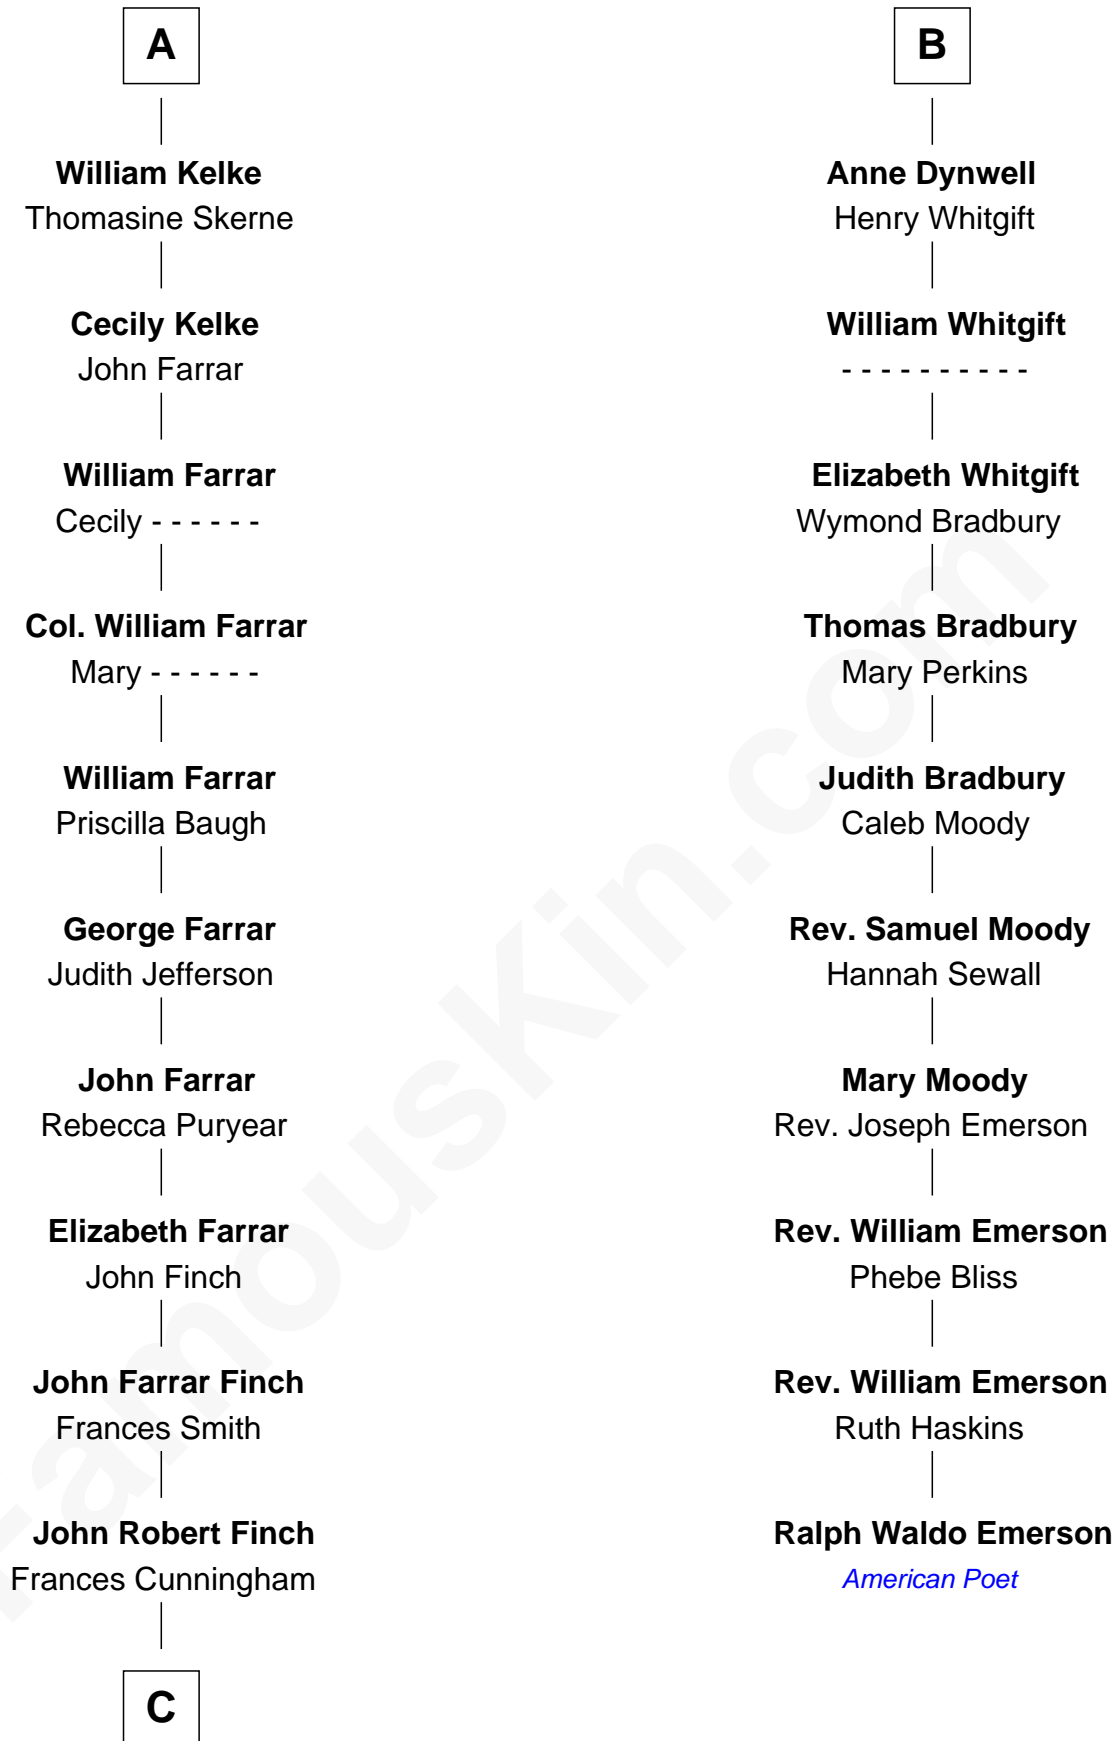 A
William Kelke
Thomasine Skerne
Cecily Kelke
John Farrar
William Farrar
Cecily - - - - - -
Col. William Farrar
Mary - - - - - -
William Farrar
Priscilla Baugh
George Farrar
Judith Jefferson
John Farrar
Rebecca Puryear
Elizabeth Farrar
John Finch
John Farrar Finch
Frances Smith
John Robert Finch
Frances Cunningham
C
B
Anne Dynwell
Henry Whitgift
William Whitgift
- - - - - - - - - -
Elizabeth Whitgift
Wymond Bradbury
Thomas Bradbury
Mary Perkins
Judith Bradbury
Caleb Moody
Rev. Samuel Moody
Hannah Sewall
Mary Moody
Rev. Joseph Emerson
Rev. William Emerson
Phebe Bliss
Rev. William Emerson
Ruth Haskins
Ralph Waldo Emerson
American Poet
FamousKin.com